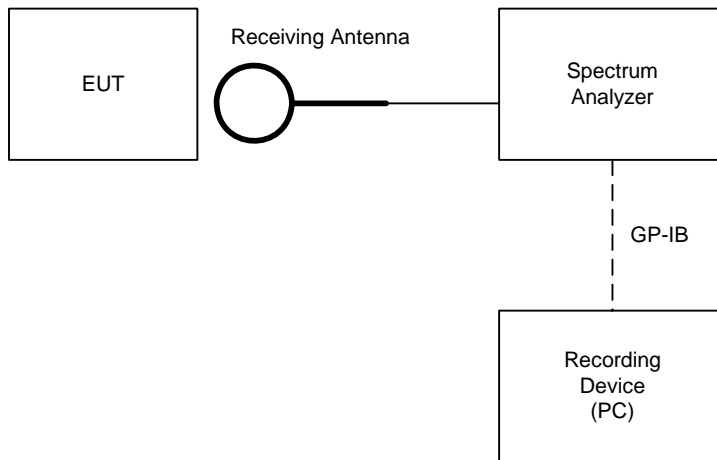 Receiving Antenna
EUT
Spectrum
Analyzer
GP-IB
Recording
Device
(PC)